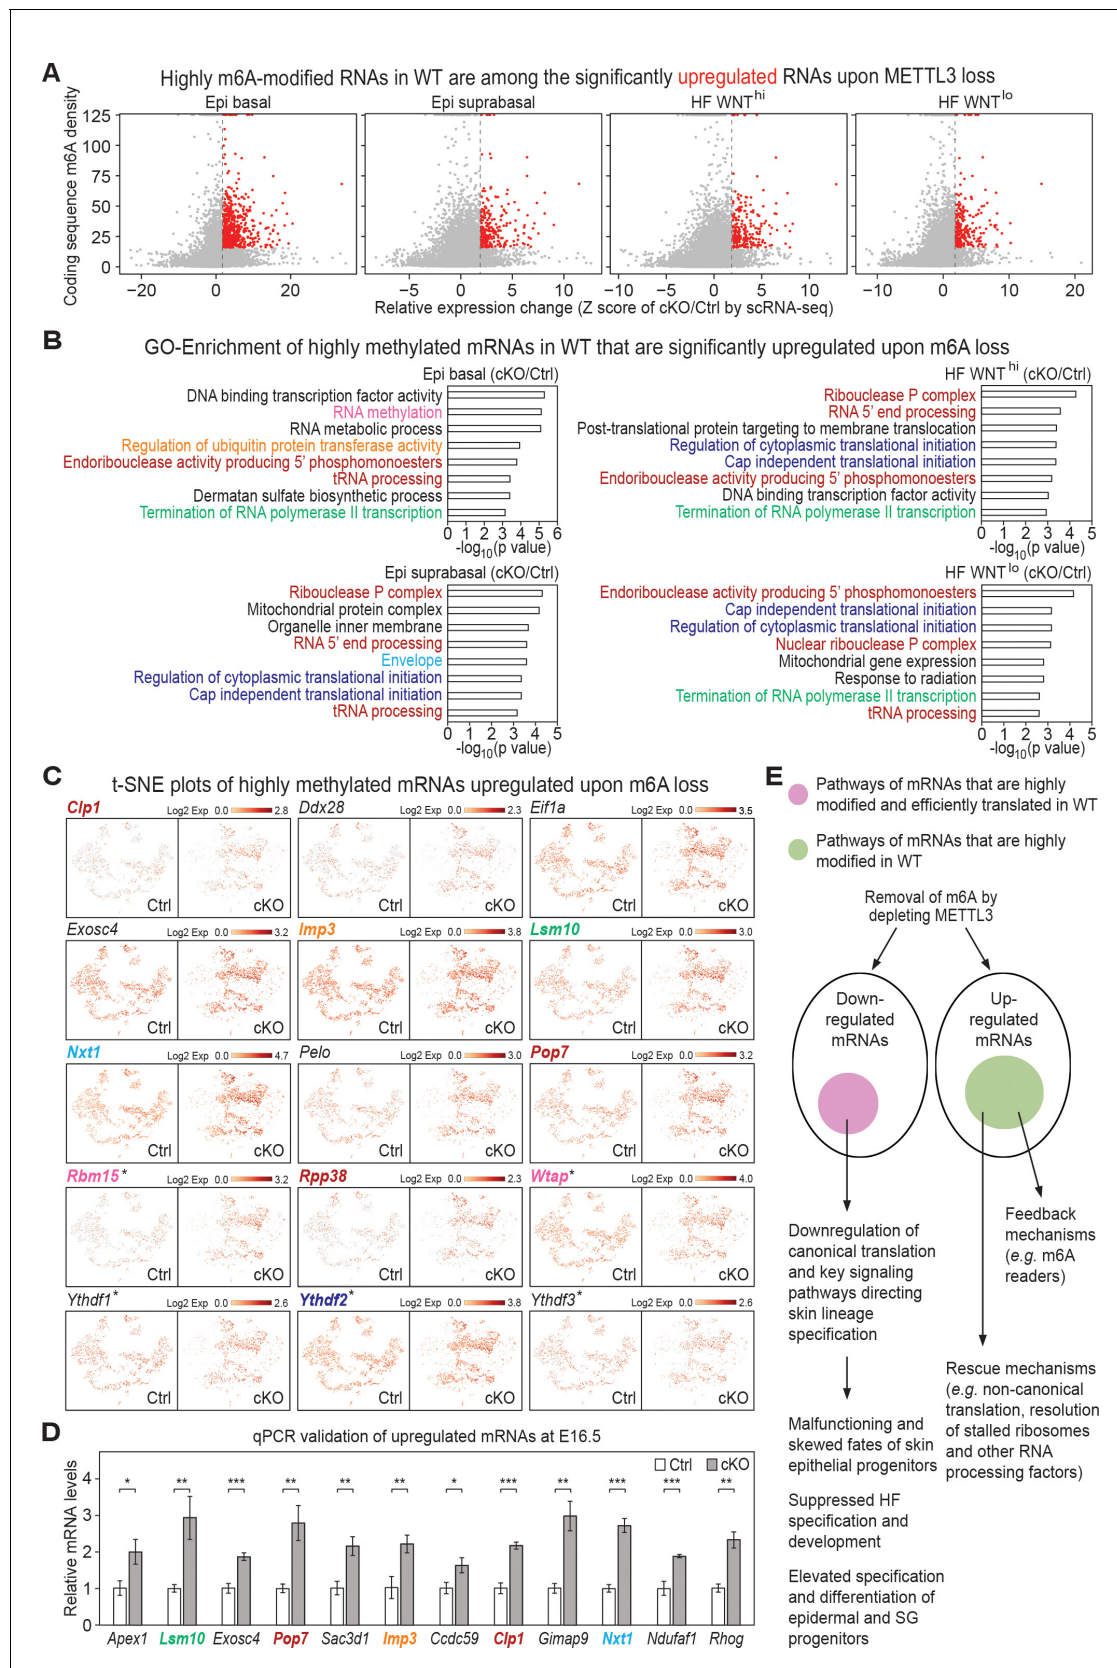 A
Highly m6A-modified RNAs in WT are among the significantly upregulated RNAs upon METTL3 loss
Epi basal
Epi suprabasal
HF WNT hi
HF WNT lo
Coding sequence m6A density
125
100
75
50
25
0
−20 0 20
−5 0 5 10
−10 −5 0 5 10
−10 0 10 20
Relative expression change (Z score of cKO/Ctrl by scRNA-seq)
B
GO-Enrichment of highly methylated mRNAs in WT that are significantly upregulated upon m6A loss
Epi basal (cKO/Ctrl)
DNA binding transcription factor activity
RNA methylation
RNA metabolic process
Regulation of ubiquitin protein transferase activity
Endoribouclease activity producing 5' phosphomonoesters
tRNA processing
Dermatan sulfate biosynthetic process
Termination of RNA polymerase II transcription
0 1 2 3 4 5 6
-log10(p value)
HF WNT hi (cKO/Ctrl)
Ribouclease P complex
RNA 5' end processing
Post-translational protein targeting to membrane translocation
Regulation of cytoplasmic translational initiation
Cap independent translational initiation
Endoribouclease activity producing 5' phosphomonoesters
DNA binding transcription factor activity
Termination of RNA polymerase II transcription
0 1 2 3 4 5
-log10(p value)
Epi suprabasal (cKO/Ctrl)
Ribouclease P complex
Mitochondrial protein complex
Organelle inner membrane
RNA 5' end processing
Envelope
Regulation of cytoplasmic translational initiation
Cap independent translational initiation
tRNA processing
0 1 2 3 4 5
-log10(p value)
HF WNT lo (cKO/Ctrl)
Endoribouclease activity producing 5' phosphomonoesters
Cap independent translational initiation
Regulation of cytoplasmic translational initiation
Nuclear ribouclease P complex
Mitochondrial gene expression
Response to radiation
Termination of RNA polymerase II transcription
tRNA processing
0 1 2 3 4 5
-log10(p value)
C
t-SNE plots of highly methylated mRNAs upregulated upon m6A loss
Clp1 Log2 Exp 0.0 2.8
Ctrl cKO
Ddx28 Log2 Exp 0.0 2.3
Ctrl cKO
Eif1a Log2 Exp 0.0 3.5
Ctrl cKO
Exosc4 Log2 Exp 0.0 3.2
Ctrl cKO
Imp3 Log2 Exp 0.0 3.8
Ctrl cKO
Lsm10 Log2 Exp 0.0 3.0
Ctrl cKO
Nxt1 Log2 Exp 0.0 4.7
Ctrl cKO
Pelo Log2 Exp 0.0 3.0
Ctrl cKO
Pop7 Log2 Exp 0.0 3.2
Ctrl cKO
Rbm15* Log2 Exp 0.0 3.2
Ctrl cKO
Rpp38 Log2 Exp 0.0 2.3
Ctrl cKO
Wtap* Log2 Exp 0.0 4.0
Ctrl cKO
Ythdf1* Log2 Exp 0.0 2.6
Ctrl cKO
Ythdf2* Log2 Exp 0.0 3.8
Ctrl cKO
Ythdf3* Log2 Exp 0.0 2.6
Ctrl cKO
D
qPCR validation of upregulated mRNAs at E16.5
Ctrl cKO
Relative mRNA levels
4
3
2
1
0
* ** *** ** ** ** * *** ** *** *** **
Apex1 Lsm10 Exosc4 Pop7 Sac3d1 Imp3 Ccdc59 Clp1 Gimap9 Nxt1 Ndufaf1 Rhog
E
Pathways of mRNAs that are highly
modified and efficiently translated in WT
Pathways of mRNAs that are highly
modified in WT
Removal of m6A by
depleting METTL3
Down-
regulated
mRNAs
Up-
regulated
mRNAs
Downregulation of
canonical translation
and key signaling
pathways directing
skin lineage
specification
Feedback
mechanisms
(e.g. m6A
readers)
Rescue mechanisms
(e.g. non-canonical
translation, resolution
of stalled ribosomes
and other RNA
processing factors)
Malfunctioning and
skewed fates of skin
epithelial progenitors
Suppressed HF
specification and
development
Elevated specification
and differentiation of
epidermal and SG
progenitors